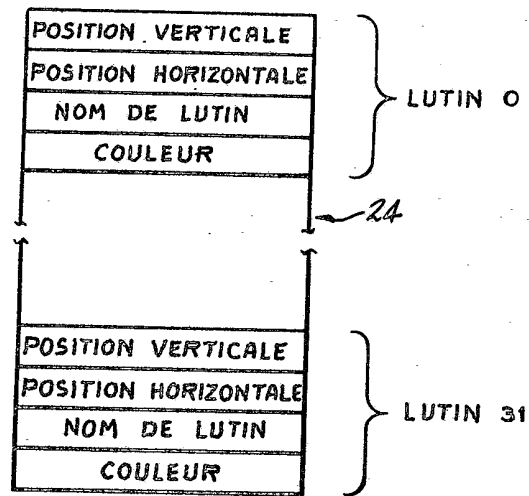 POSITION VERTICALE
POSITION HORIZONTALE
NOM DE LUTIN
COULEUR
LUTIN 0
24
POSITION VERTICALE
POSITION HORIZONTALE
NOM DE LUTIN
COULEUR
LUTIN 31